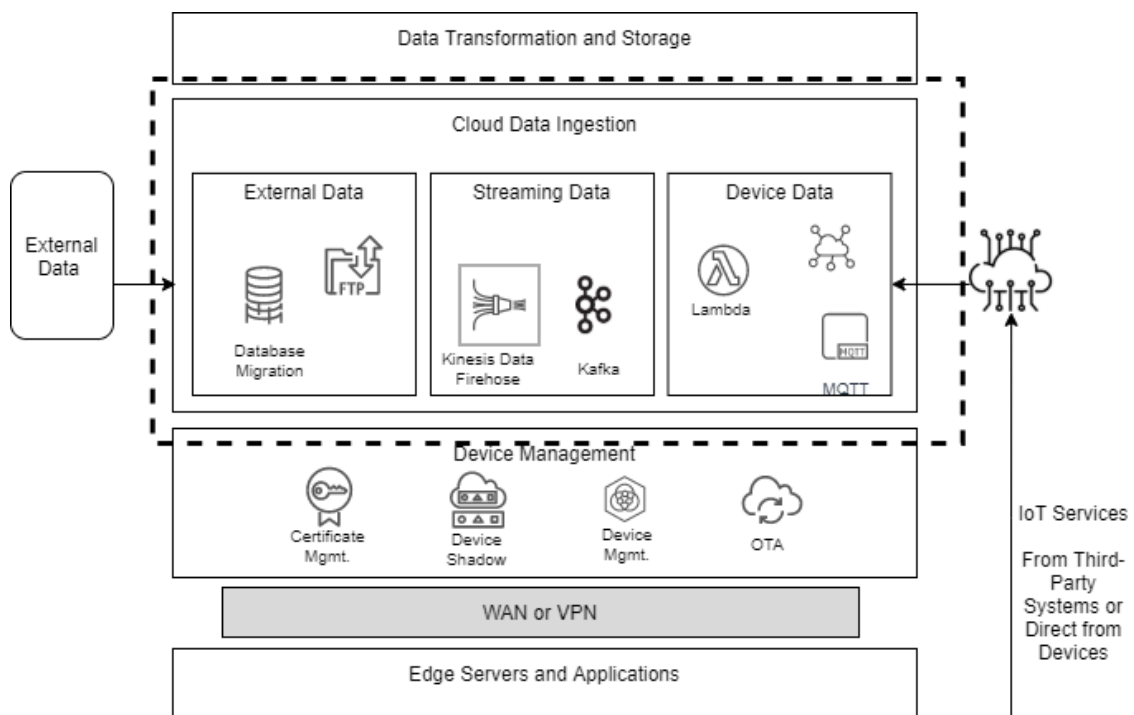 Data Transformation and Storage
Cloud Data Ingestion
External
Data
External Data
FTP
Database
Migration
Streaming Data
Kinesis Data
Firehose
Kafka
Device Data
Lambda
MQTT
MQTT
Device Management
Certificate
Mgmt.
Device
Shadow
Device
Mgmt.
OTA
IoT Services
From Third-
Party
Systems or
Direct from
Devices
WAN or VPN
Edge Servers and Applications